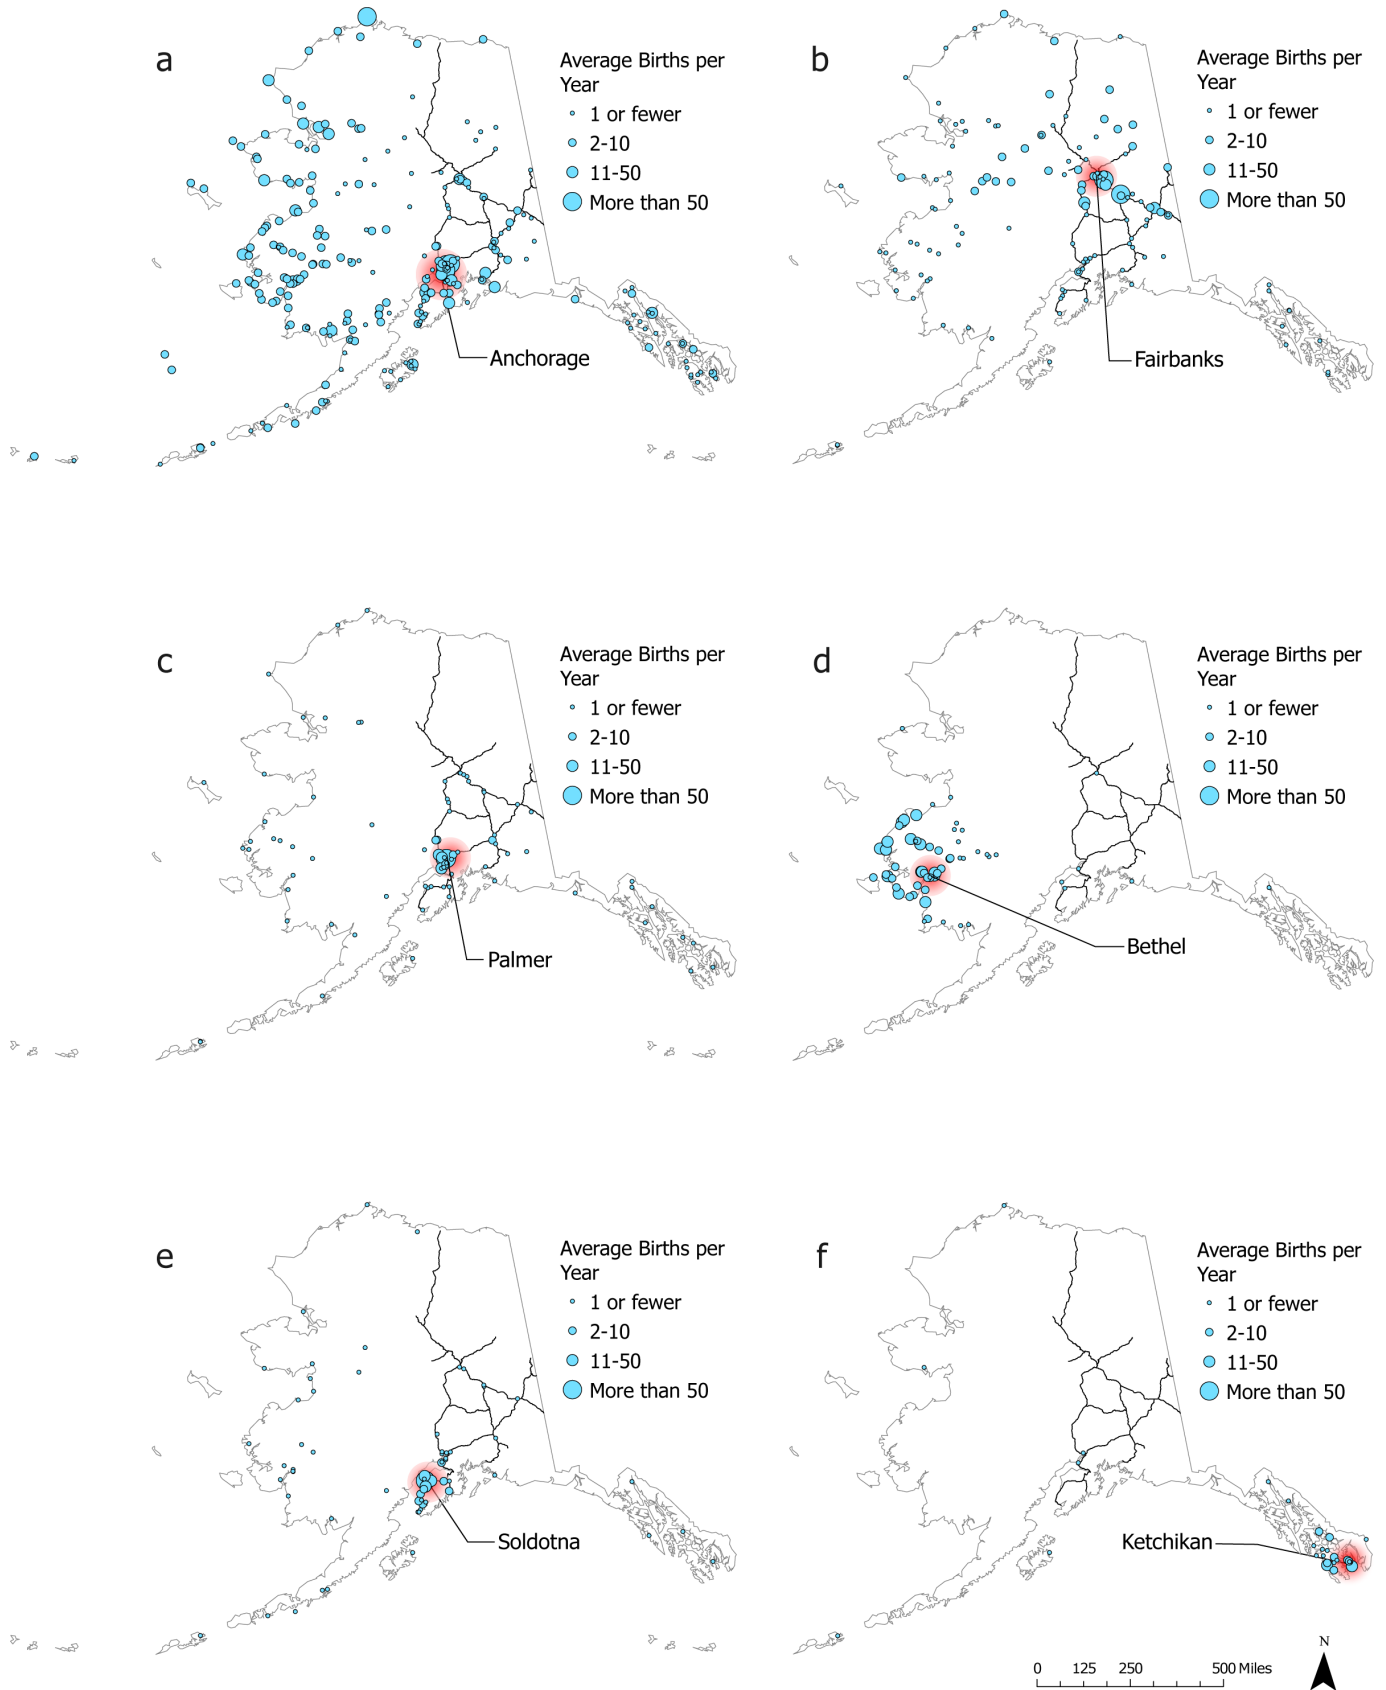 a
Average Births per
Year
1 or fewer
2-10
11-50
More than 50
Anchorage
b
Average Births per
Year
1 or fewer
2-10
11-50
More than 50
Fairbanks
c
Average Births per
Year
1 or fewer
2-10
11-50
More than 50
Palmer
d
Average Births per
Year
1 or fewer
2-10
11-50
More than 50
Bethel
e
Average Births per
Year
1 or fewer
2-10
11-50
More than 50
Soldotna
f
Average Births per
Year
1 or fewer
2-10
11-50
More than 50
Ketchikan
N
0 125 250 500 Miles